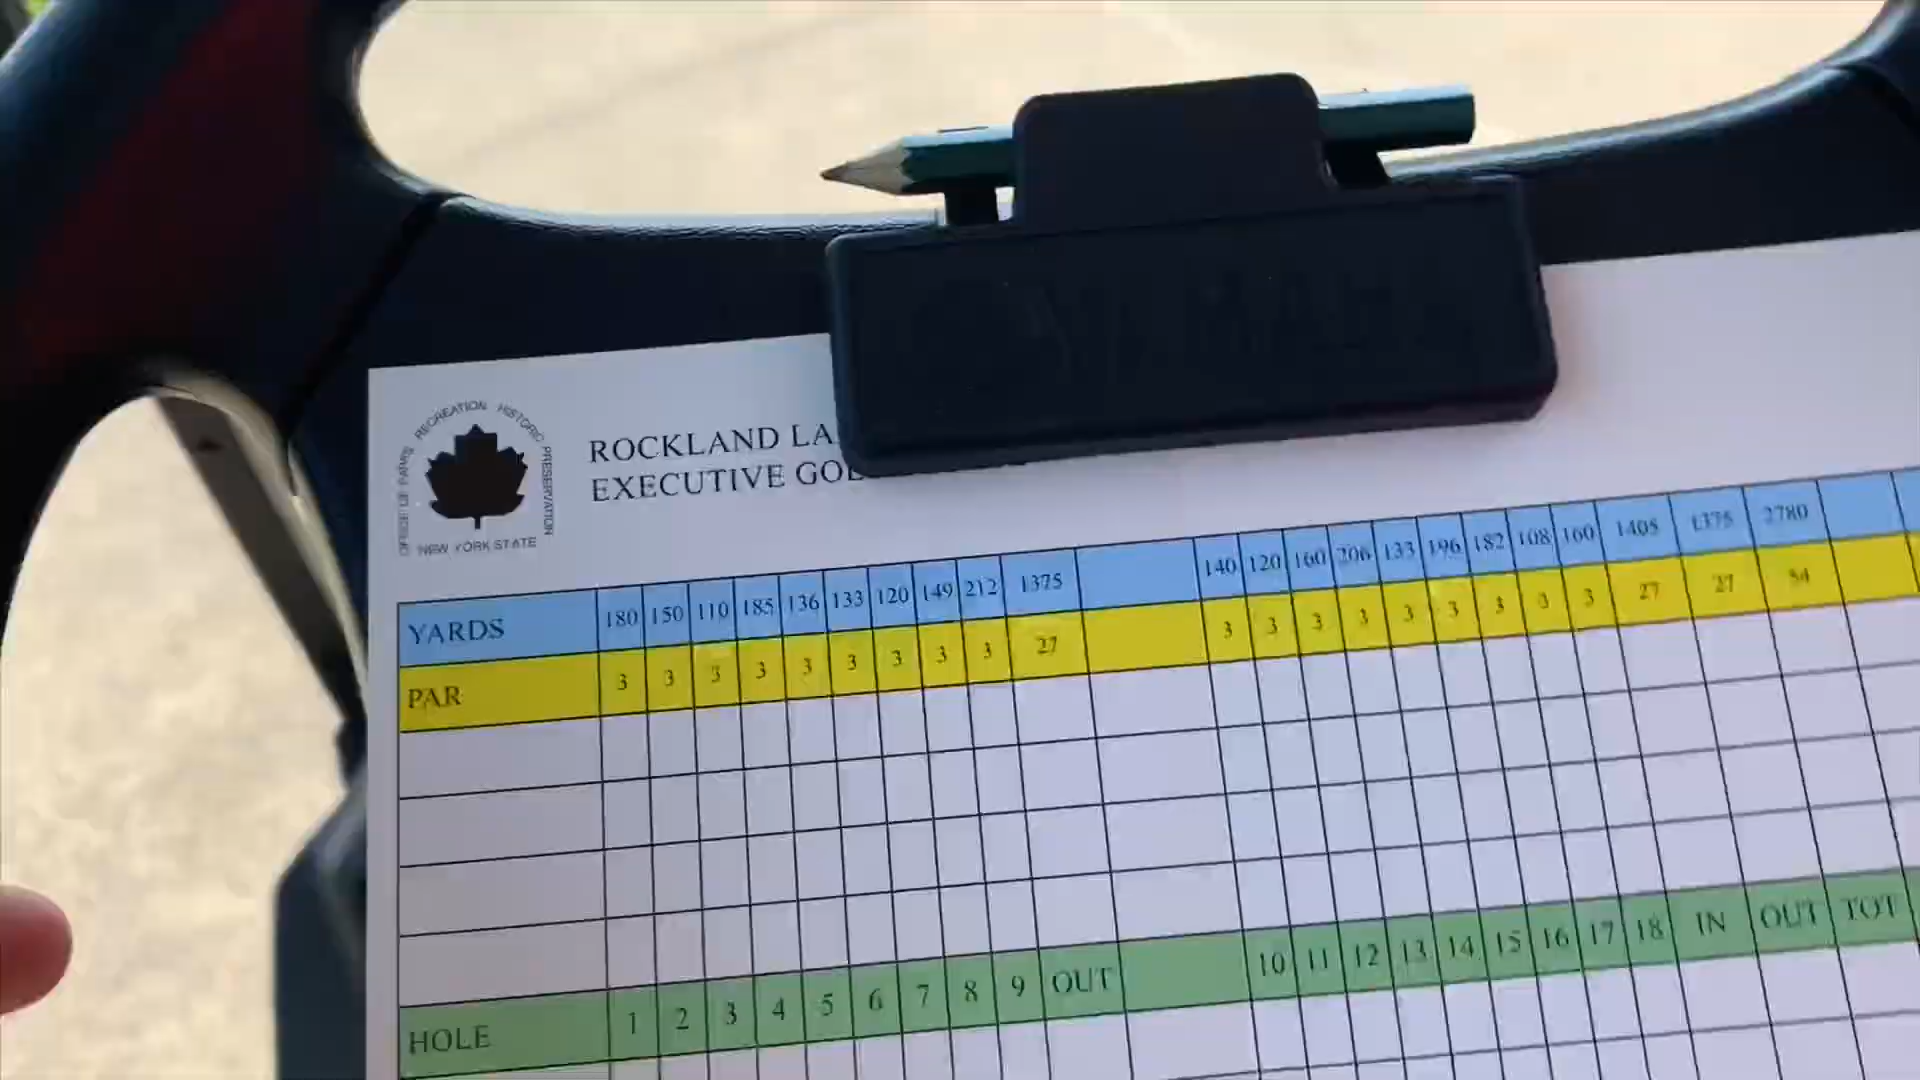 OFFICE OF PARKS RECREATION HISTORIC PRESERVATION
NEW YORK STATE
ROCKLAND LA
EXECUTIVE GOL
YARDS 180 150 110 185 136 133 120 149 212 1375 140 120 160 206 133 196 182 108 160 1405 1375 2780
PAR 3 3 3 3 3 3 3 3 3 27 3 3 3 3 3 3 3 3 3 27 27 54
HOLE 1 2 3 4 5 6 7 8 9 OUT 10 11 12 13 14 15 16 17 18 IN OUT TOT